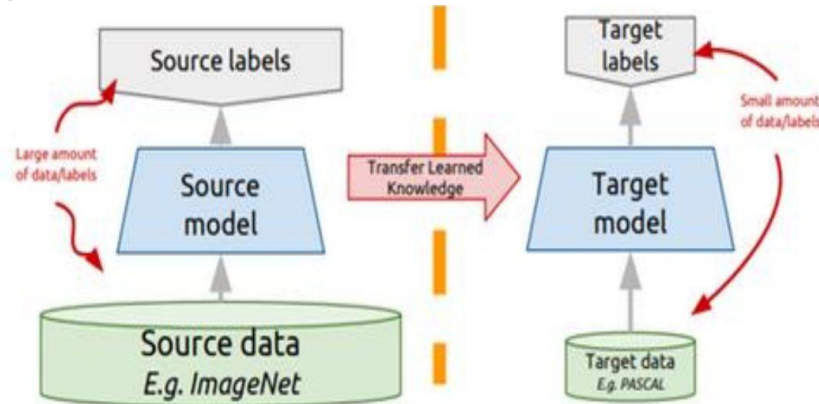 Source labels
Large amount
of data/labels
Source
model
Source data
E.g. ImageNet
Transfer Learned
Knowledge
Target
labels
Small amount
of data/labels
Target
model
Target data
E.g. PASCAL